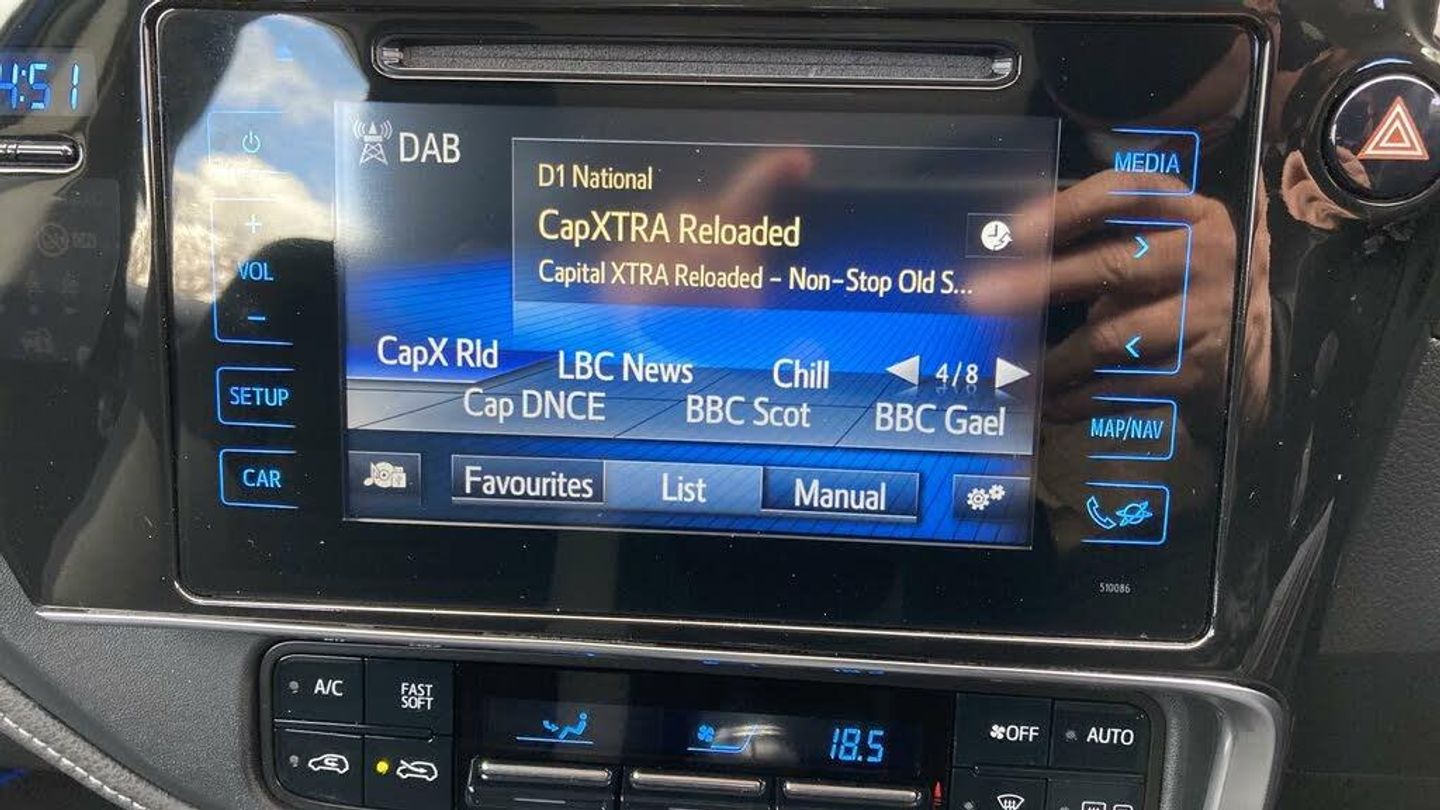 4:51
DAB
MEDIA
D1 National
CapXTRA Reloaded
Capital XTRA Reloaded - Non-Stop Old S...
+
VOL
-
CapX Rld
LBC News
Chill
4/8
Cap DNCE
BBC Scot
BBC Gael
SETUP
MAP/NAV
CAR
Favourites
List
Manual
510086
A/C
FAST
SOFT
18.5
OFF
AUTO